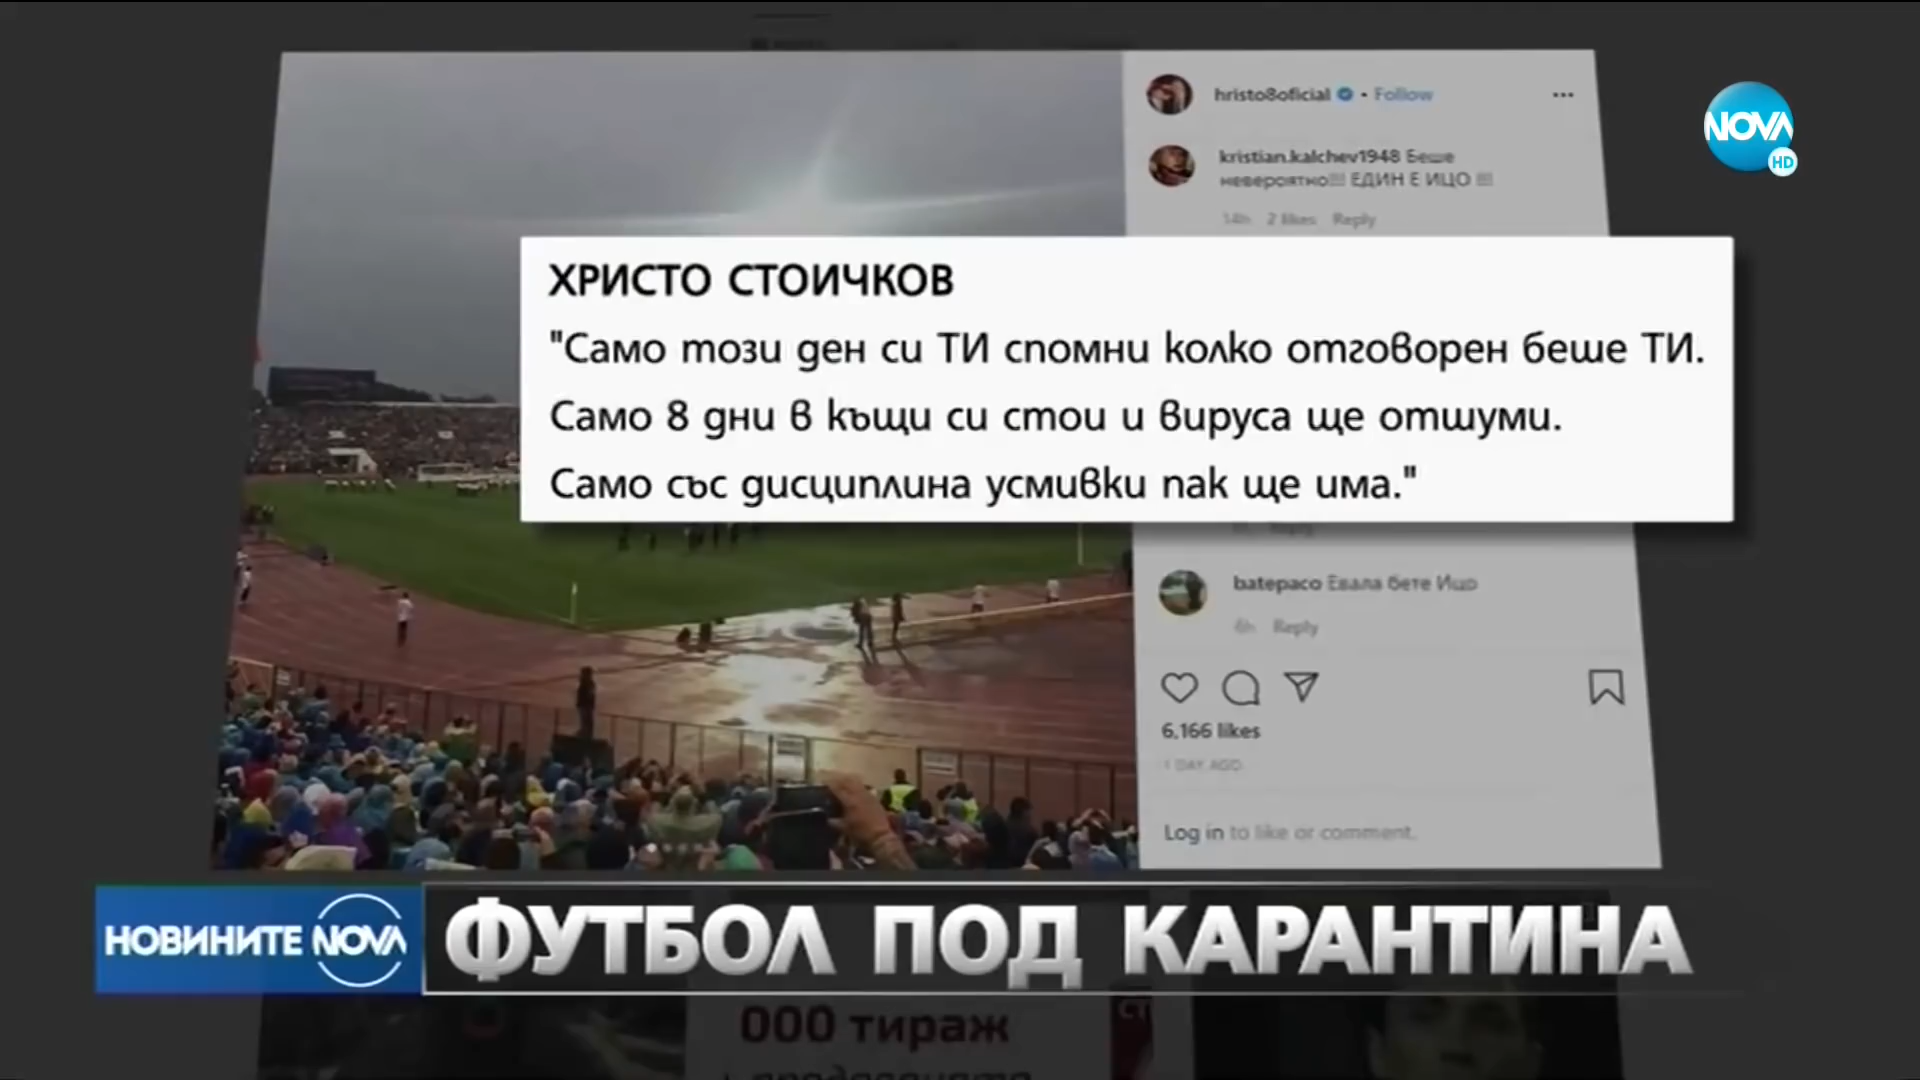 hristo8oficial • Follow
NOVA
HD
kristian.kalchev1948 Беше
невероятно!!! ЕДИН Е ИЦО !!!
14h 2 likes Reply
ХРИСТО СТОИЧКОВ
"Само този ден си ТИ спомни колко отговорен беше ТИ.
Само 8 дни в къщи си стои и вируса ще отшуми.
Само със дисциплина усмивки пак ще има."
Reply
batepaco Евала бате Ицо
6h Reply
6,166 likes
1 DAY AGO
Log in to like or comment.
НОВИНИТЕ NOVA
ФУТБОЛ ПОД КАРАНТИНА
000 тираж